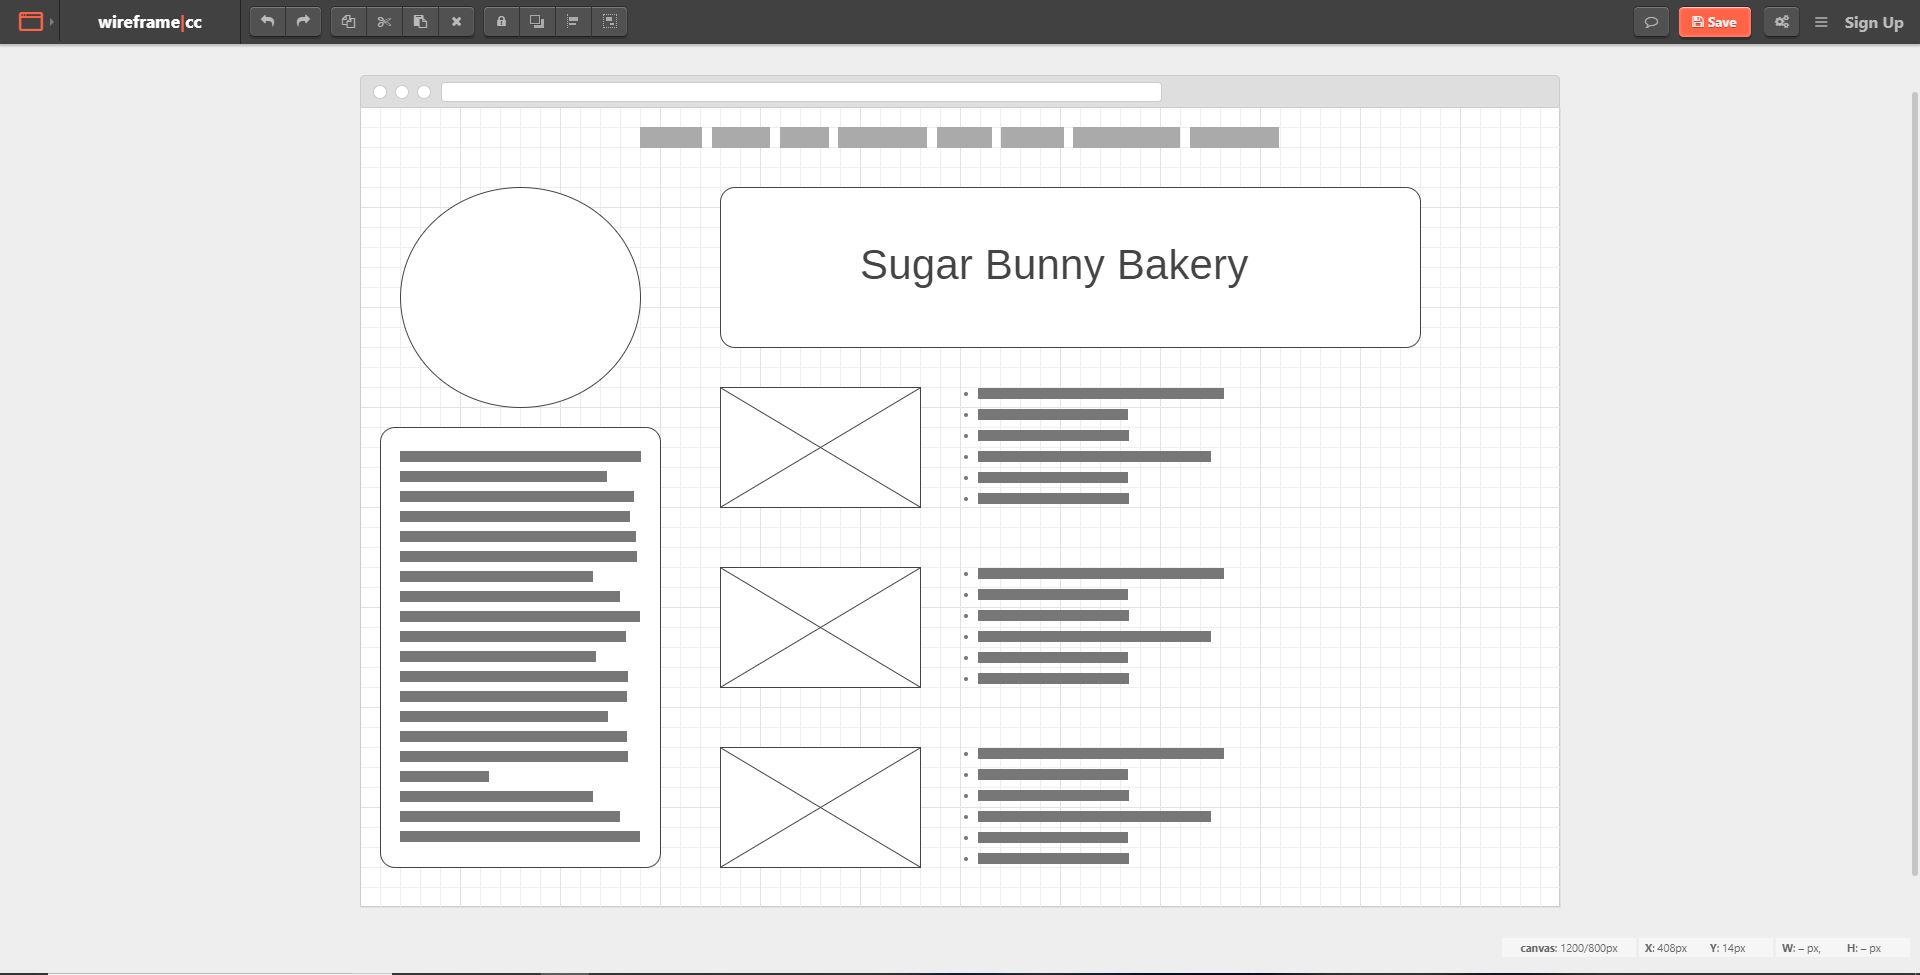 wireframe|cc
Save
Sign Up
Sugar Bunny Bakery
canvas: 1200/800px X: 408px Y: 14px W: – px, H: – px